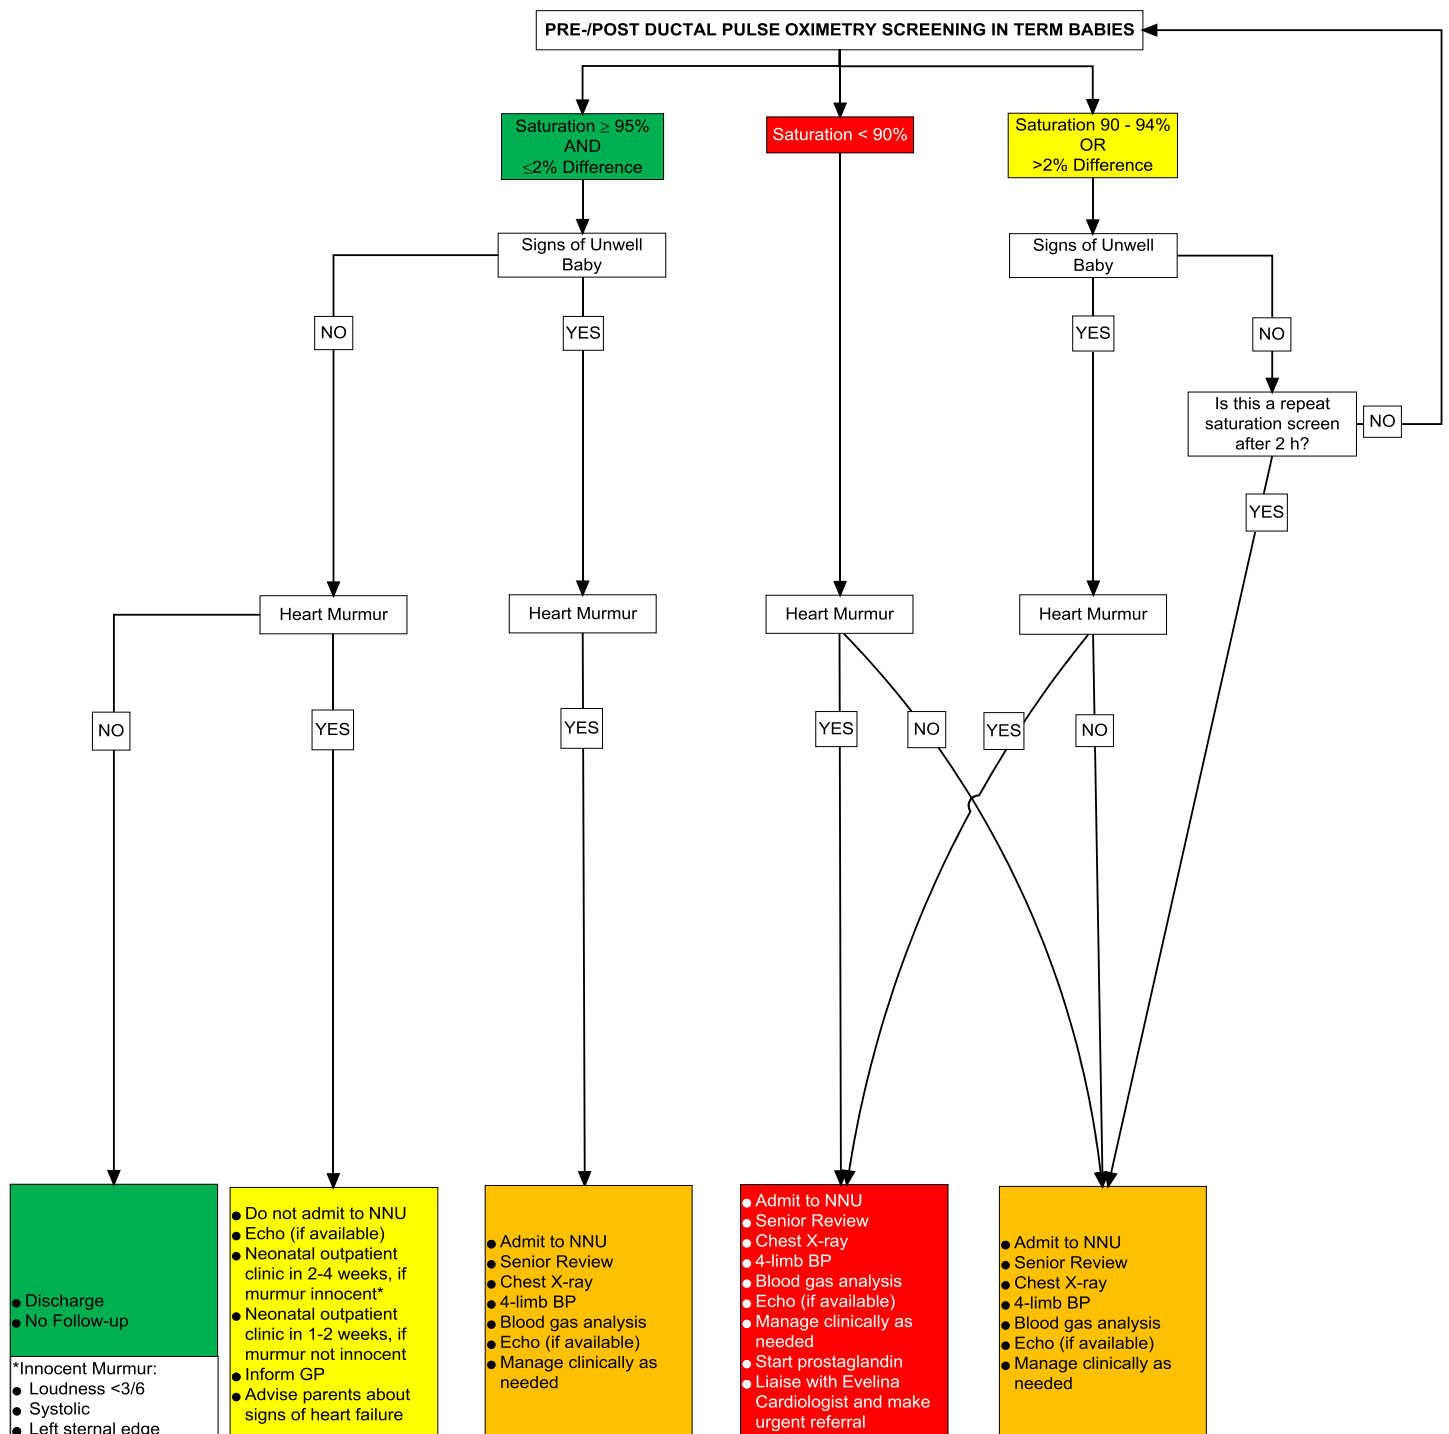 PRE-/POST DUCTAL PULSE OXIMETRY SCREENING IN TERM BABIES
Saturation ≥ 95%
AND
≤2% Difference
Saturation < 90%
Saturation 90 - 94%
OR
>2% Difference
Signs of Unwell
Baby
Signs of Unwell
Baby
NO
YES
YES
NO
Is this a repeat
saturation screen
after 2 h?
NO
YES
Heart Murmur
Heart Murmur
Heart Murmur
Heart Murmur
NO
YES
YES
YES
NO
YES
NO
● Discharge
● No Follow-up
*Innocent Murmur:
● Loudness <3/6
● Systolic
● Left sternal edge
● Do not admit to NNU
● Echo (if available)
● Neonatal outpatient
clinic in 2-4 weeks, if
murmur innocent*
● Neonatal outpatient
clinic in 1-2 weeks, if
murmur not innocent
● Inform GP
● Advise parents about
signs of heart failure
● Admit to NNU
● Senior Review
● Chest X-ray
● 4-limb BP
● Blood gas analysis
● Echo (if available)
● Manage clinically as
needed
● Admit to NNU
● Senior Review
● Chest X-ray
● 4-limb BP
● Blood gas analysis
● Echo (if available)
● Manage clinically as
needed
● Start prostaglandin
● Liaise with Evelina
Cardiologist and make
urgent referral
● Admit to NNU
● Senior Review
● Chest X-ray
● 4-limb BP
● Blood gas analysis
● Echo (if available)
● Manage clinically as
needed